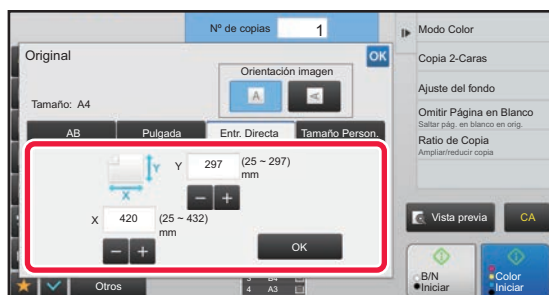 Nº de copias 1
Original
OK
Orientación imagen
A
A
Tamaño: A4
AB
Pulgada
Entr. Directa
Tamaño Person.
Y
X
Y 297 (25 ~ 297)
mm
X 420 (25 ~ 432)
mm
OK
Otros
4 A3
Modo Color
Copia 2-Caras
Ajuste del fondo
Omitir Página en Blanco
Saltar pág. en blanco en orig.
Ratio de Copia
Ampliar/reducir copia
Vista previa
CA
B/N
Iniciar
Color
Iniciar